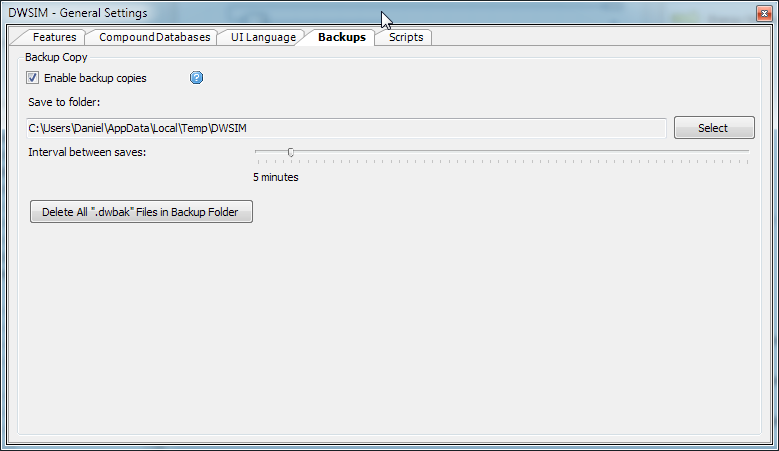 DWSIM - General Settings
Features
Compound Databases
UI Language
Backups
Scripts
Backup Copy
Enable backup copies
?
Save to folder:
C:\Users\Daniel\AppData\Local\Temp\DWSIM
Select
Interval between saves:
5 minutes
Delete All ".dwbak" Files in Backup Folder